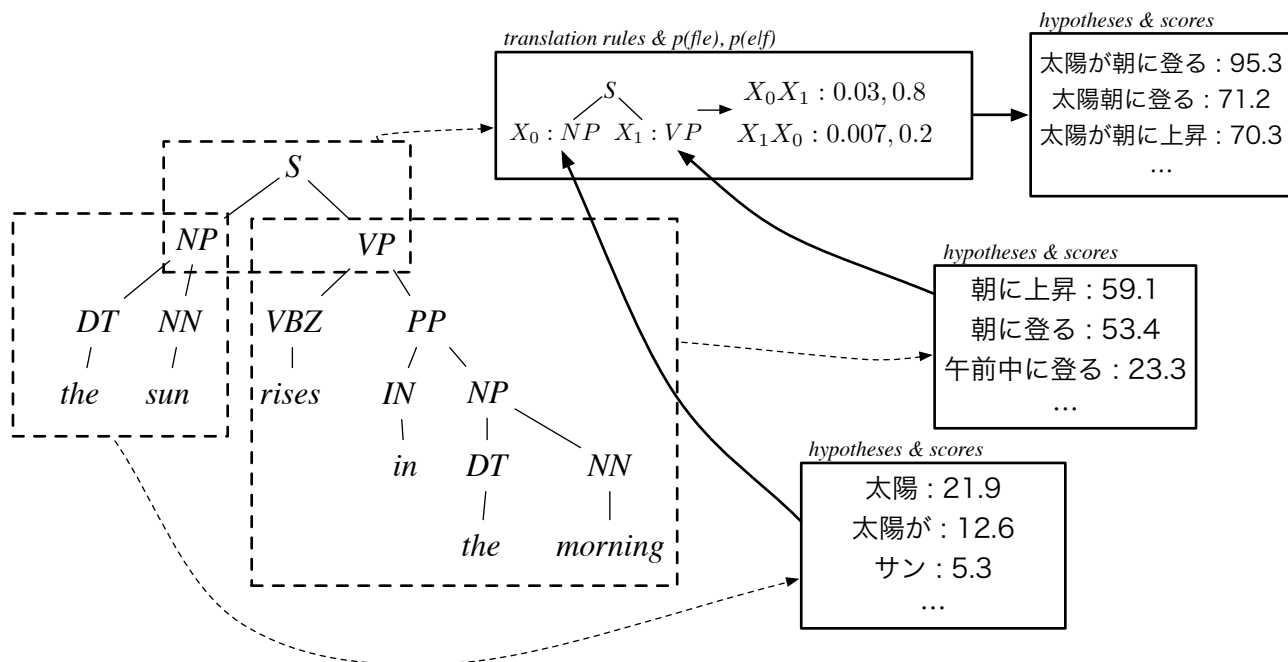 hypotheses & scores
太陽が朝に登る : 95.3
太陽朝に登る : 71.2
太陽が朝に上昇 : 70.3
...
translation rules & p(f|e), p(e|f)
S
X₀ : NP X₁ : VP
X₀X₁ : 0.03, 0.8
X₁X₀ : 0.007, 0.2
S
NP VP
DT NN VBZ PP
the sun rises IN NP
in DT NN
the morning
hypotheses & scores
朝に上昇 : 59.1
朝に登る : 53.4
午前中に登る : 23.3
...
hypotheses & scores
太陽 : 21.9
太陽が : 12.6
サン : 5.3
...